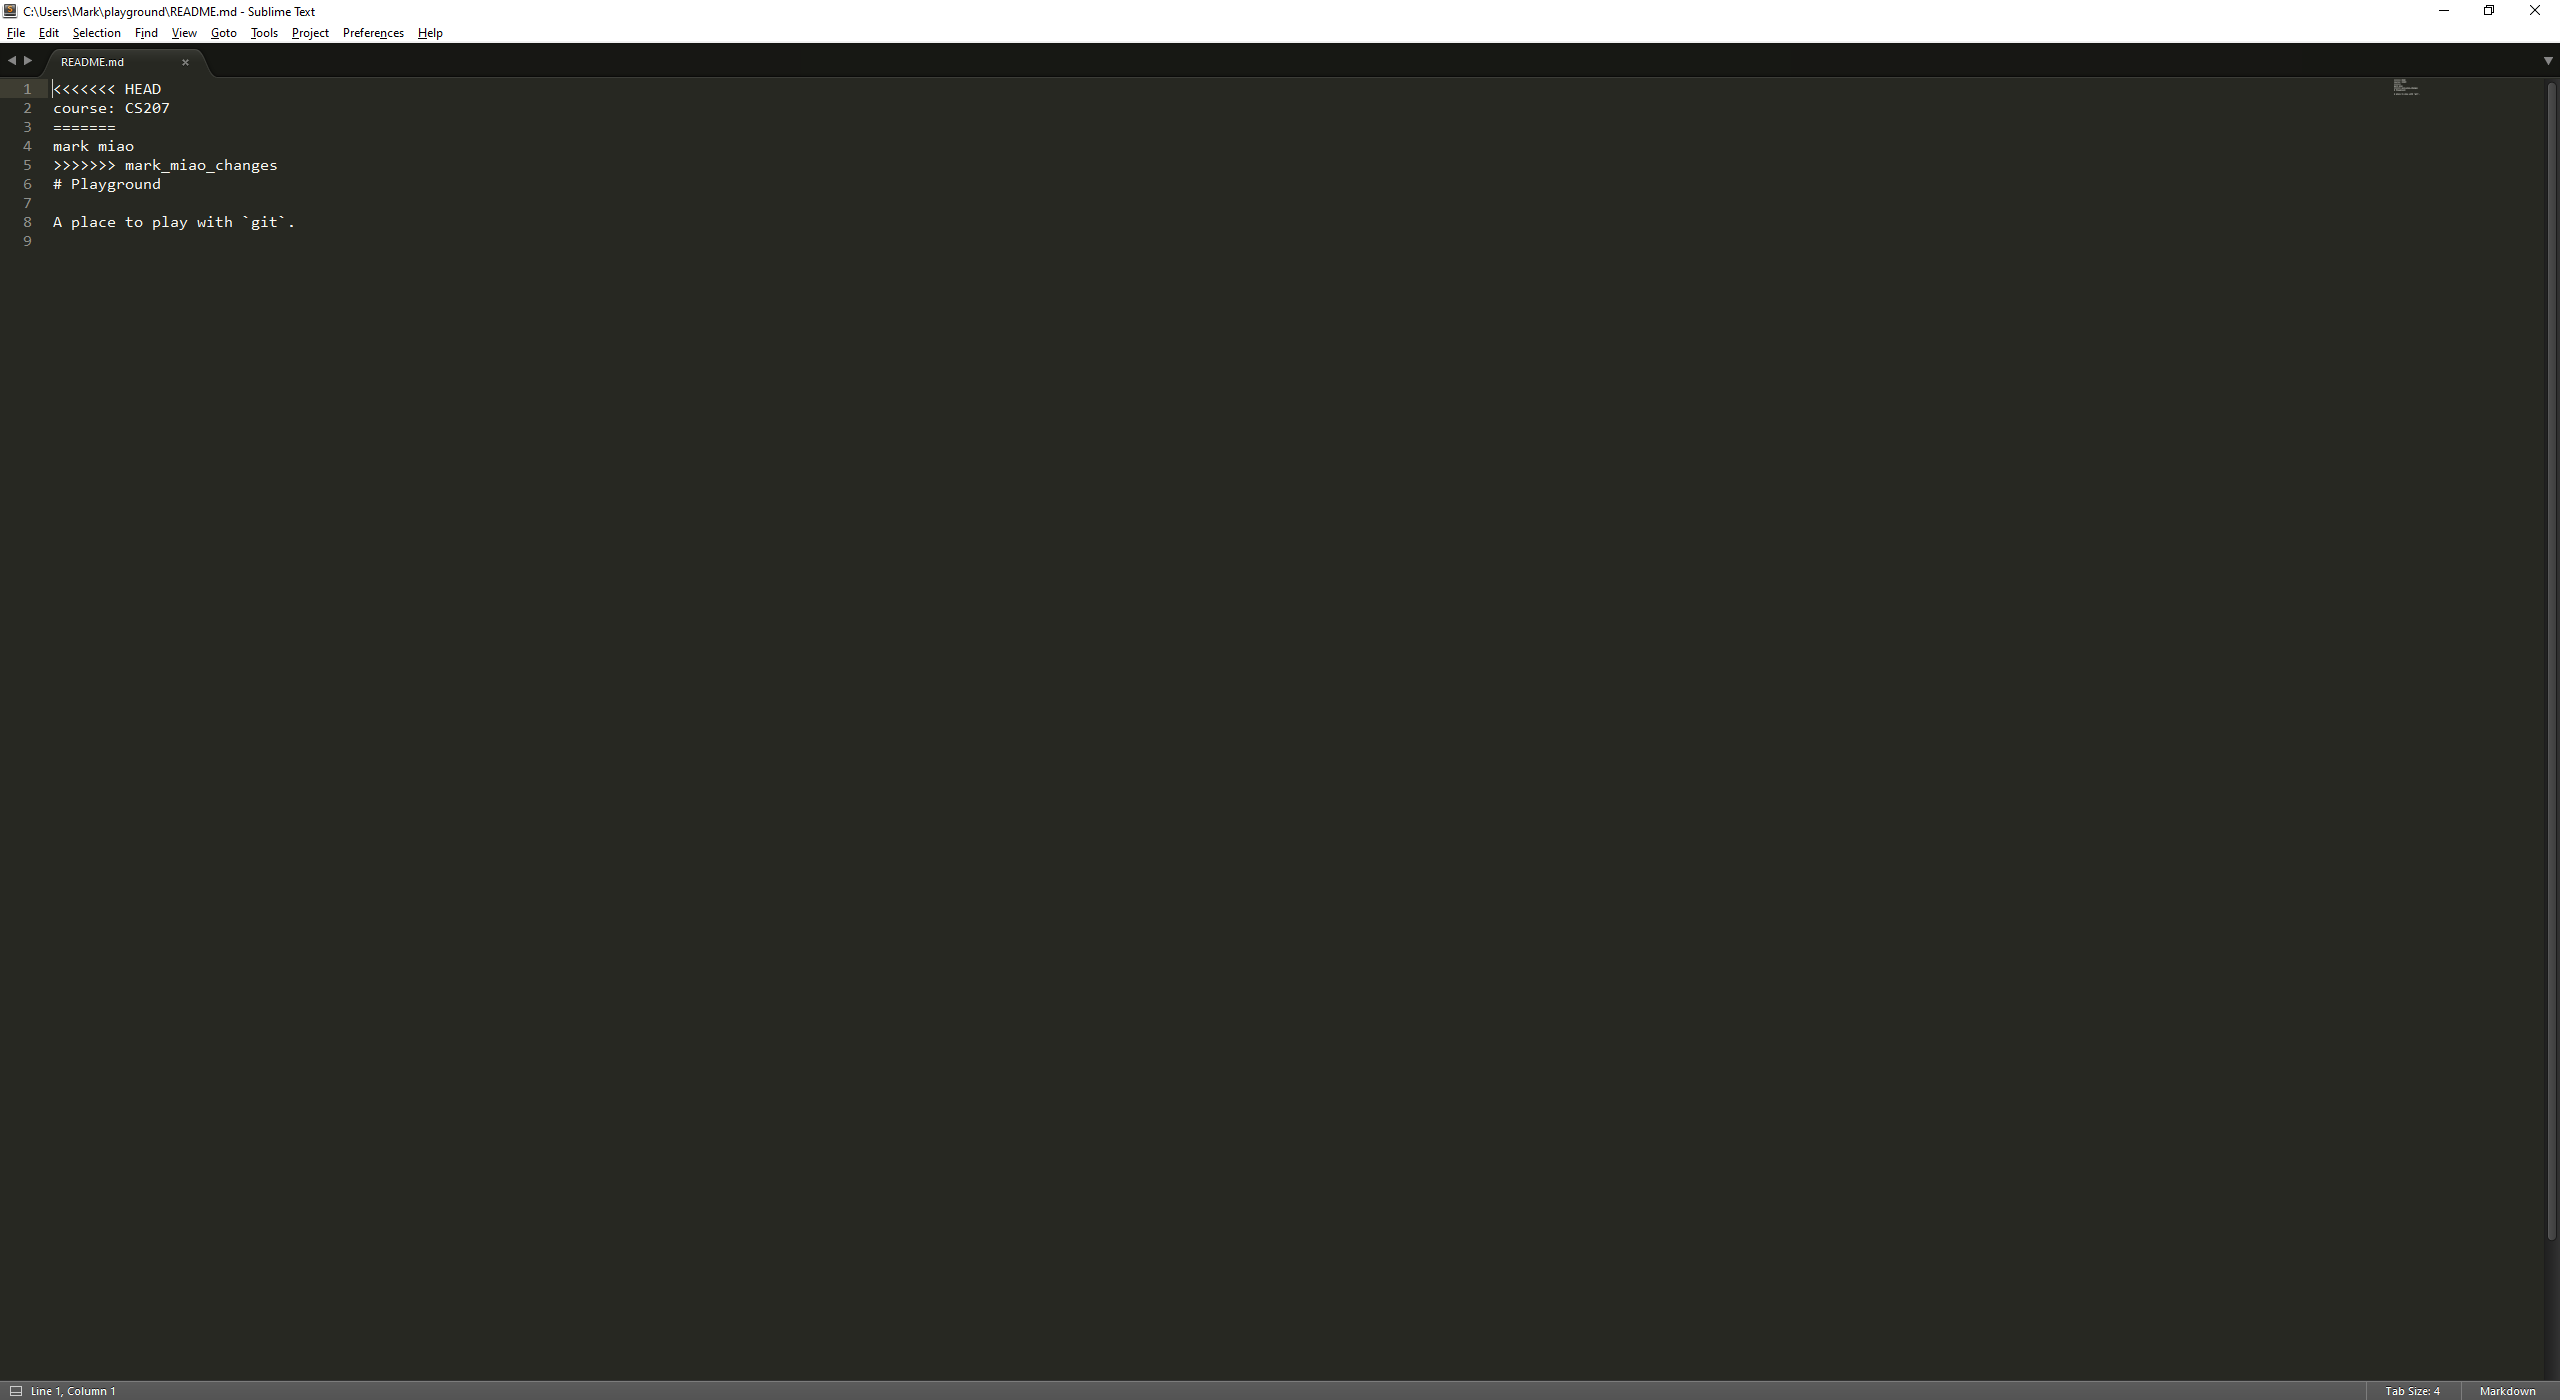 C:\Users\Mark\playground\README.md - Sublime Text
File Edit Selection Find View Goto Tools Project Preferences Help
README.md
1 <<<<<<< HEAD
2 course: CS207
3 =======
4 mark miao
5 >>>>>>> mark_miao_changes
6 # Playground
7
8 A place to play with `git`.
9
Line 1, Column 1 Tab Size: 4 Markdown